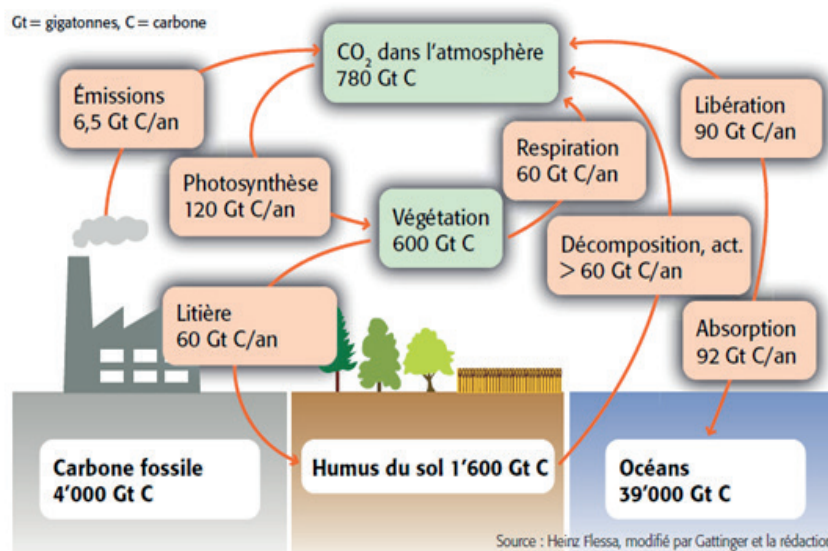 Gt = gigatonnes, C = carbone
CO₂ dans l'atmosphère
780 Gt C
Émissions
6,5 Gt C/an
Libération
90 Gt C/an
Respiration
60 Gt C/an
Photosynthèse
120 Gt C/an
Végétation
600 Gt C
Décomposition, act.
> 60 Gt C/an
Litière
60 Gt C/an
Absorption
92 Gt C/an
Carbone fossile
4'000 Gt C
Humus du sol 1'600 Gt C
Océans
39'000 Gt C
Source : Heinz Flessa, modifié par Gattinger et la rédaction